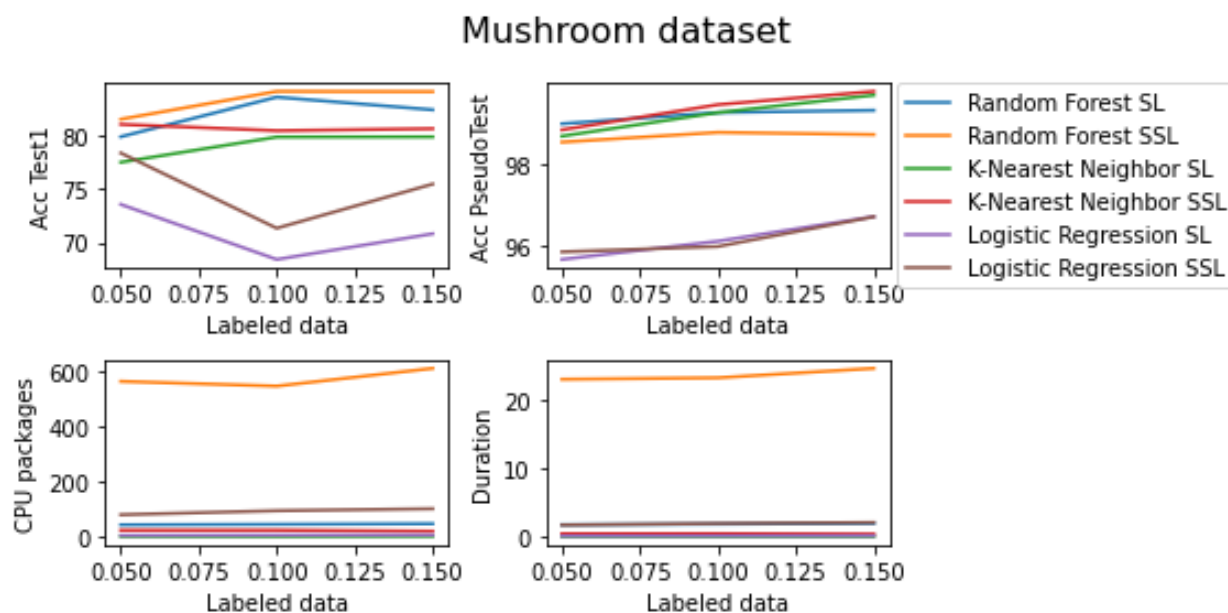 Mushroom dataset
Acc Test1
80
75
70
0.050 0.075 0.100 0.125 0.150
Labeled data
Acc PseudoTest
98
96
0.050 0.075 0.100 0.125 0.150
Labeled data
Random Forest SL
Random Forest SSL
K-Nearest Neighbor SL
K-Nearest Neighbor SSL
Logistic Regression SL
Logistic Regression SSL
CPU packages
600
400
200
0
0.050 0.075 0.100 0.125 0.150
Labeled data
Duration
20
10
0
0.050 0.075 0.100 0.125 0.150
Labeled data